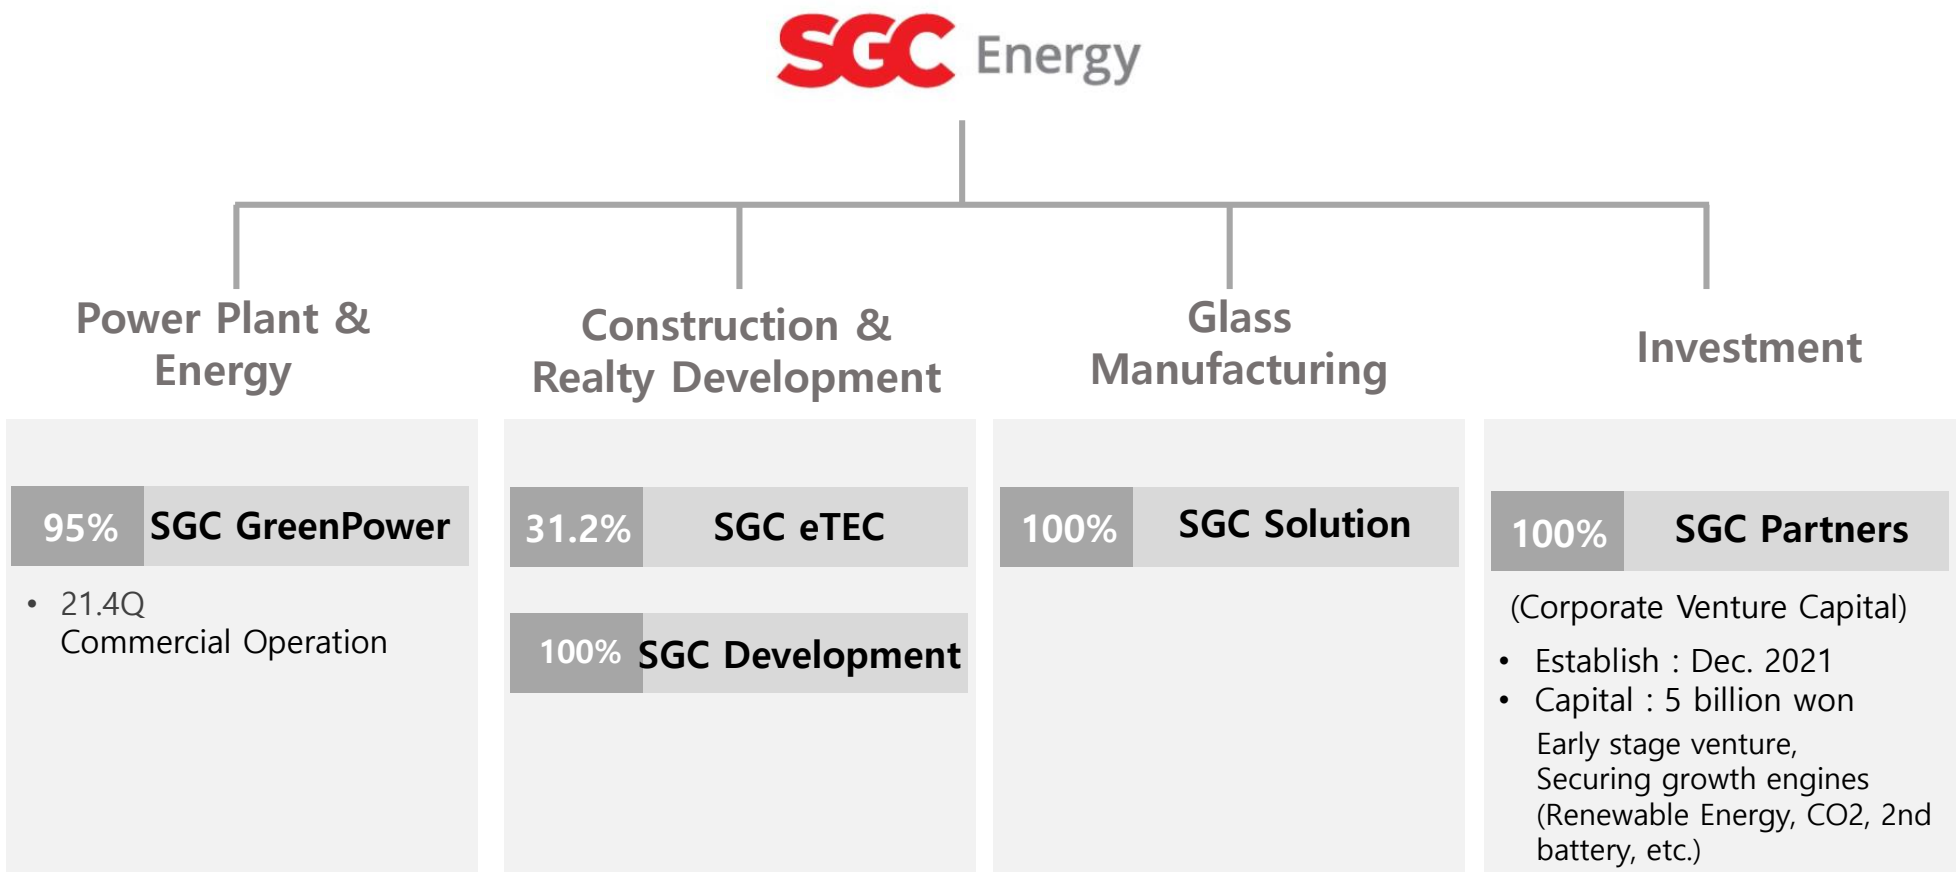 SGC Energy
Power Plant &
Energy
95% SGC GreenPower
• 21.4Q
Commercial Operation
Construction &
Realty Development
31.2% SGC eTEC
100% SGC Development
Glass
Manufacturing
100% SGC Solution
Investment
100% SGC Partners
(Corporate Venture Capital)
• Establish : Dec. 2021
• Capital : 5 billion won
Early stage venture,
Securing growth engines
(Renewable Energy, CO2, 2nd
battery, etc.)